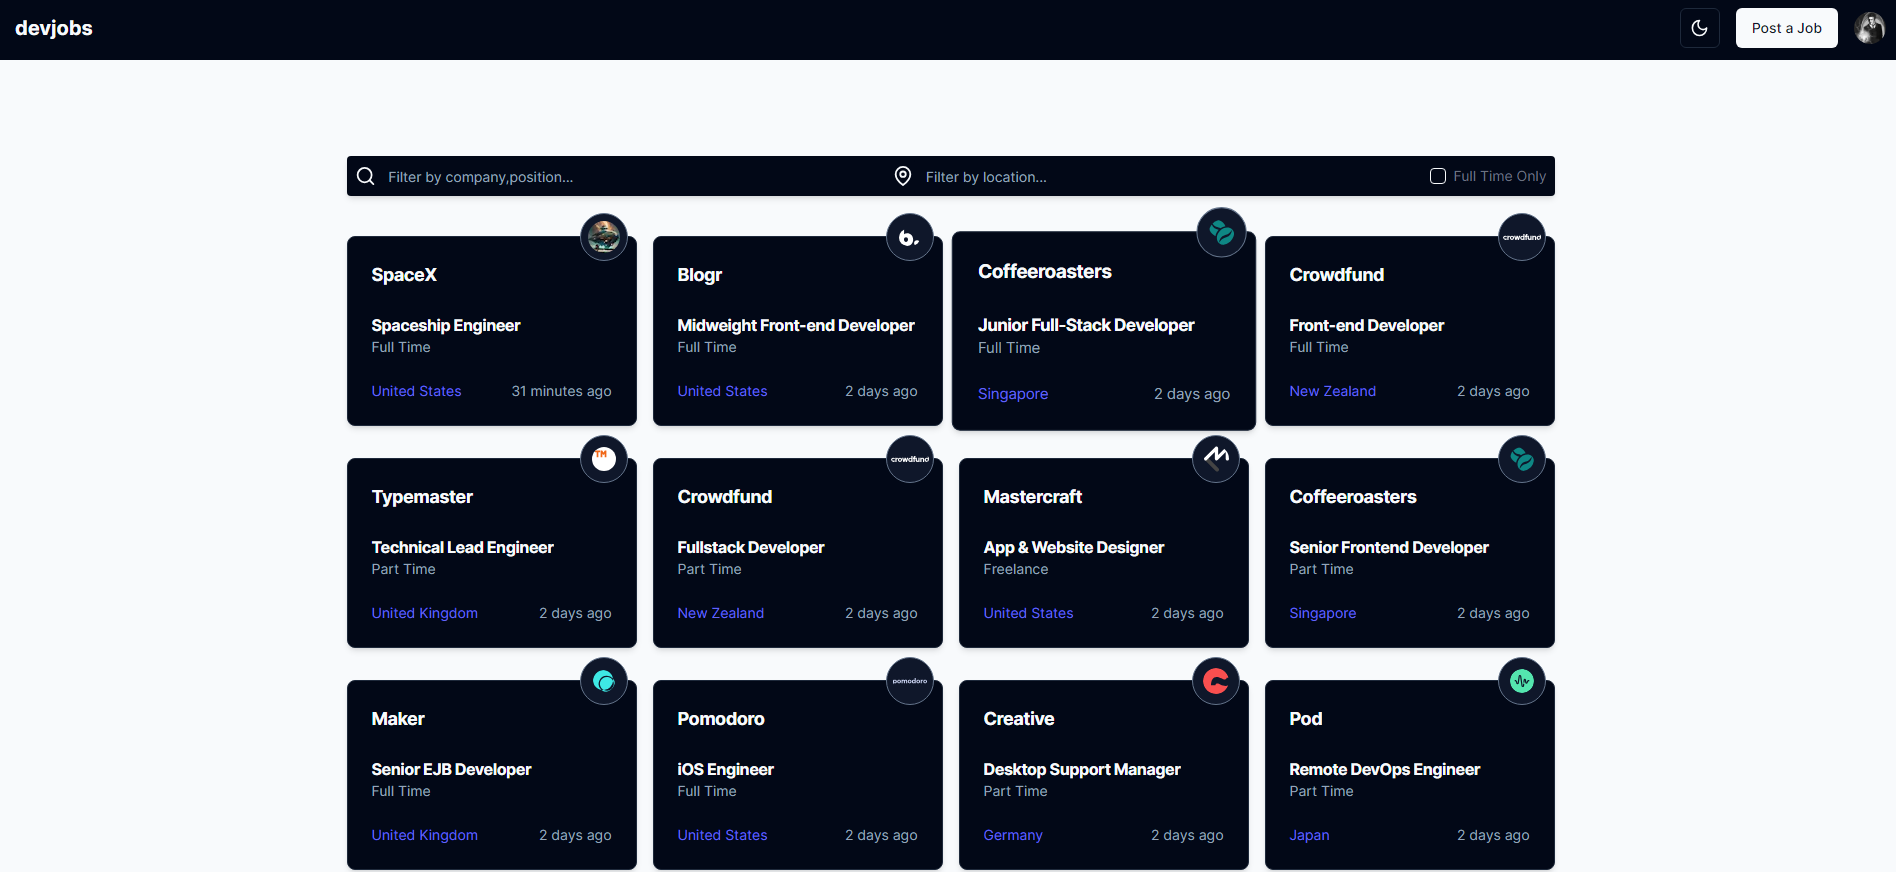 devjobs
Post a Job
Filter by company,position...
Filter by location...
Full Time Only
SpaceX
Spaceship Engineer
Full Time
United States 31 minutes ago
b.
Blogr
Midweight Front-end Developer
Full Time
United States 2 days ago
Coffeeroasters
Junior Full-Stack Developer
Full Time
Singapore 2 days ago
crowdfund
Crowdfund
Front-end Developer
Full Time
New Zealand 2 days ago
TM
Typemaster
Technical Lead Engineer
Part Time
United Kingdom 2 days ago
crowdfund
Crowdfund
Fullstack Developer
Part Time
New Zealand 2 days ago
Mastercraft
App & Website Designer
Freelance
United States 2 days ago
Coffeeroasters
Senior Frontend Developer
Part Time
Singapore 2 days ago
Maker
Senior EJB Developer
Full Time
United Kingdom 2 days ago
pomodoro
Pomodoro
iOS Engineer
Full Time
United States 2 days ago
Creative
Desktop Support Manager
Part Time
Germany 2 days ago
Pod
Remote DevOps Engineer
Part Time
Japan 2 days ago